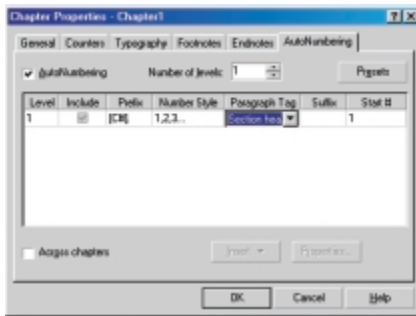 Chapter Properties - Chapter1
General Counters Typography Footnotes Endnotes AutoNumbering
AutoNumbering Number of levels: 1 Presets
Level Include Prefix Number Style Paragraph Tag Suffix Start #
1 [C#]. 1,2,3... Section hea 1
Across chapters Insert Properties...
OK Cancel Help